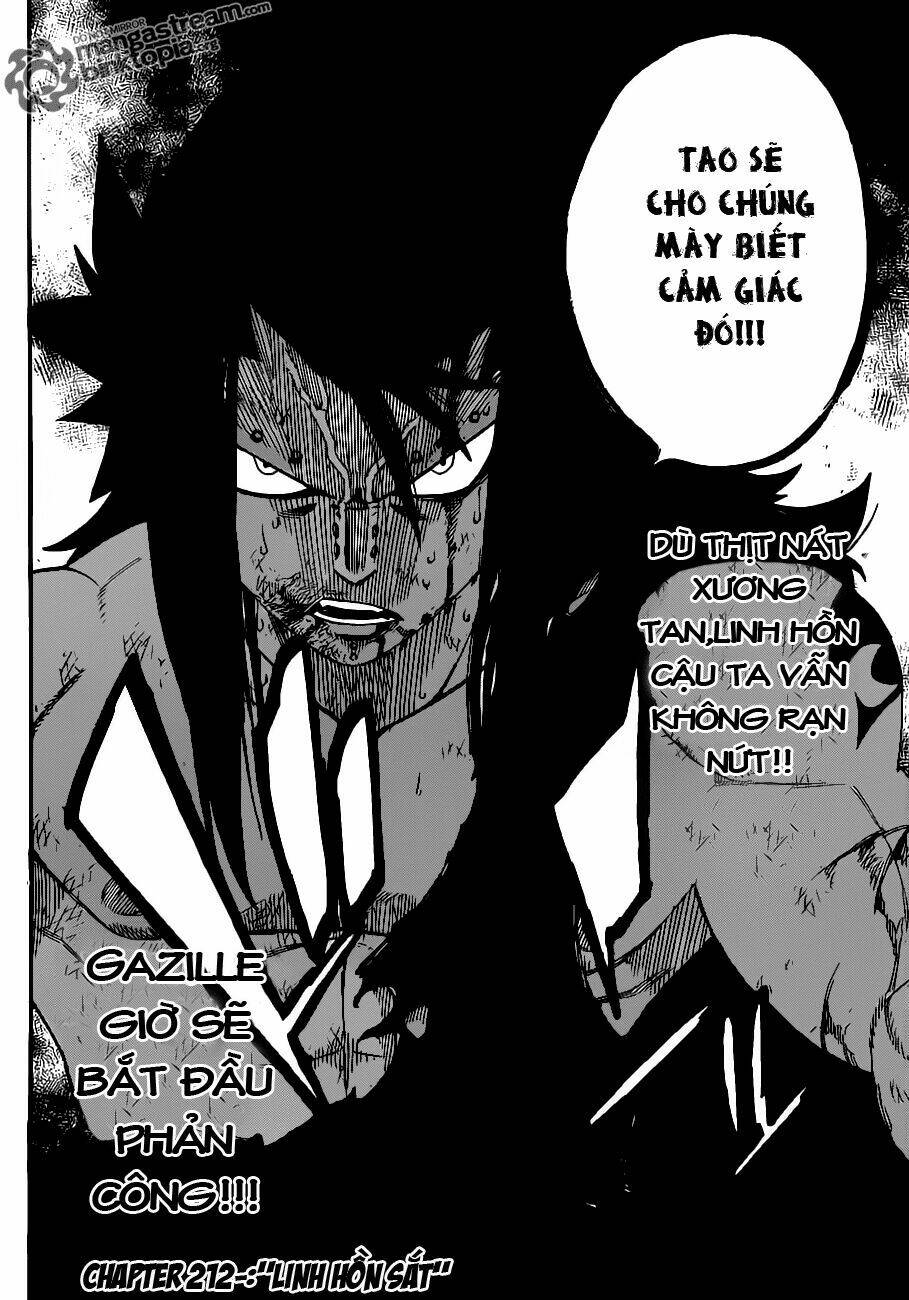 mangastream.com
TAO SẼ
CHO CHÚNG
MÀY BIẾT
CẢM GIÁC
ĐÓ!!!
DÙ THỊT NÁT
XƯƠNG
TAN,LINH HỒN
CẬU TA VẪN
KHÔNG RẠN
NỨT!!
GAZILLE
GIỜ SẼ
BẮT ĐẦU
PHẢN
CÔNG!!!
CHAPTER 212-:"LINH HỒN SẮT"